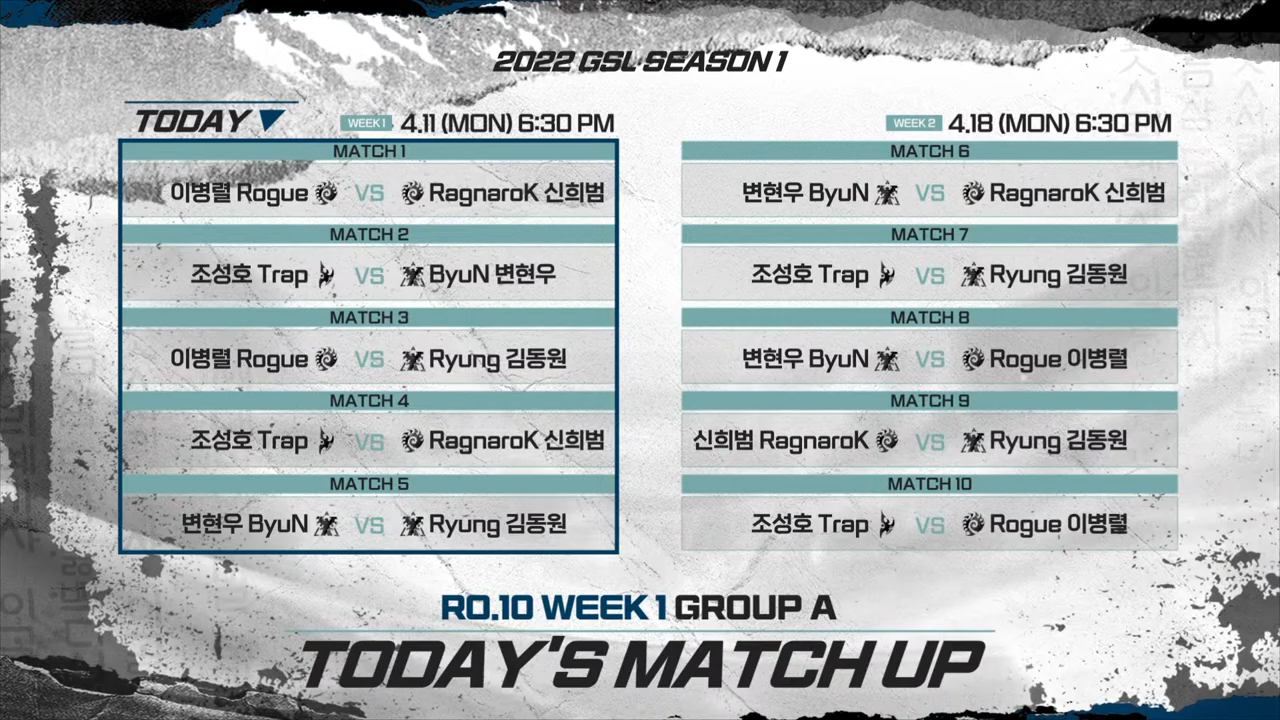 2022 GSL SEASON 1
TODAY
WEEK 1 4.11 (MON) 6:30 PM
MATCH 1
이병렬 Rogue VS RagnaroK 신희범
MATCH 2
조성호 Trap VS ByuN 변현우
MATCH 3
이병렬 Rogue VS Ryung 김동원
MATCH 4
조성호 Trap VS RagnaroK 신희범
MATCH 5
변현우 ByuN VS Ryung 김동원
WEEK 2 4.18 (MON) 6:30 PM
MATCH 6
변현우 ByuN VS RagnaroK 신희범
MATCH 7
조성호 Trap VS Ryung 김동원
MATCH 8
변현우 ByuN VS Rogue 이병렬
MATCH 9
신희범 RagnaroK VS Ryung 김동원
MATCH 10
조성호 Trap VS Rogue 이병렬
RO.10 WEEK 1 GROUP A
TODAY'S MATCH UP